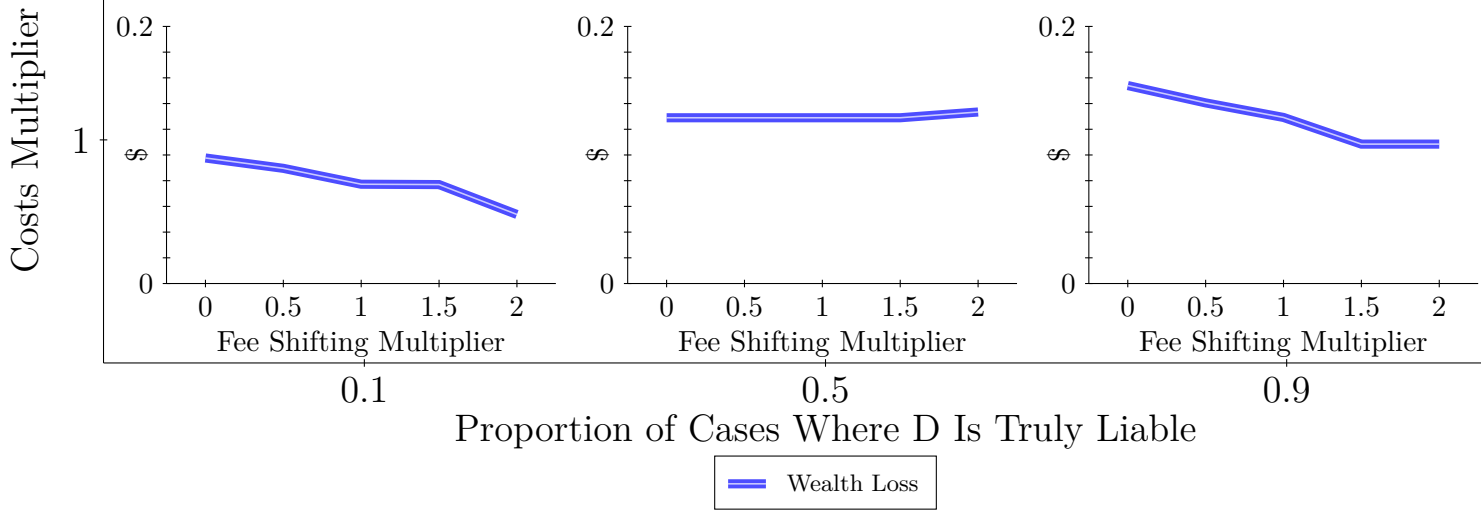 Costs Multiplier
1
0.2
0
$
0 0.5 1 1.5 2
Fee Shifting Multiplier
0.2
0
$
0 0.5 1 1.5 2
Fee Shifting Multiplier
0.2
0
$
0 0.5 1 1.5 2
Fee Shifting Multiplier
0.1 0.5 0.9
Proportion of Cases Where D Is Truly Liable
Wealth Loss